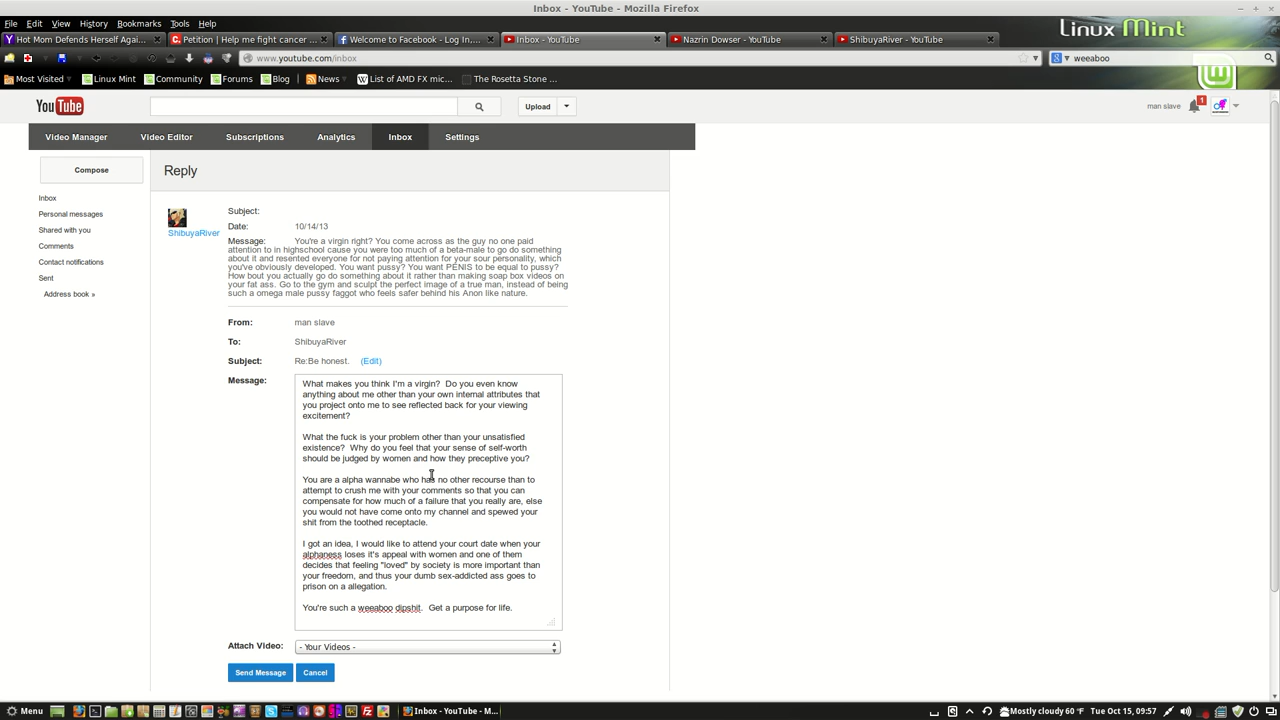 Inbox - YouTube - Mozilla Firefox
File Edit View History Bookmarks Tools Help
Hot Mom Defends Herself Agai... Petition | Help me fight cancer ... Welcome to Facebook - Log In,... Inbox - YouTube Nazrin Dowser - YouTube ShibuyaRiver - YouTube
Linux Mint
www.youtube.com/inbox
weeaboo
Most Visited Linux Mint Community Forums Blog News List of AMD FX mic... The Rosetta Stone ...
YouTube
Upload
man slave
1
Video Manager Video Editor Subscriptions Analytics Inbox Settings
Compose
Inbox
Personal messages
Shared with you
Comments
Contact notifications
Sent
Address book »
Reply
ShibuyaRiver
Subject:
Date: 10/14/13
Message: You're a virgin right? You come across as the guy no one paid
attention to in highschool cause you were too much of a beta-male to go do something
about it and resented everyone for not paying attention for your sour personality, which
you've obviously developed. You want pussy? You want PENIS to be equal to pussy?
How bout you actually go do something about it rather than making soap box videos on
your fat ass. Go to the gym and sculpt the perfect image of a true man, instead of being
such a omega male pussy faggot who feels safer behind his Anon like nature.
From: man slave
To: ShibuyaRiver
Subject: Re:Be honest. (Edit)
Message:
What makes you think I'm a virgin? Do you even know
anything about me other than your own internal attributes that
you project onto me to see reflected back for your viewing
excitement?
What the fuck is your problem other than your unsatisfied
existence? Why do you feel that your sense of self-worth
should be judged by women and how they preceptive you?
You are a alpha wannabe who has no other recourse than to
attempt to crush me with your comments so that you can
compensate for how much of a failure that you really are, else
you would not have come onto my channel and spewed your
shit from the toothed receptacle.
I got an idea, I would like to attend your court date when your
alphaness loses it's appeal with women and one of them
decides that feeling "loved" by society is more important than
your freedom, and thus your dumb sex-addicted ass goes to
prison on a allegation.
You're such a weeaboo dipshit. Get a purpose for life.
Attach Video: - Your Videos -
Send Message Cancel
Menu
Inbox - YouTube - M...
Mostly cloudy 60 °F Tue Oct 15, 09:57